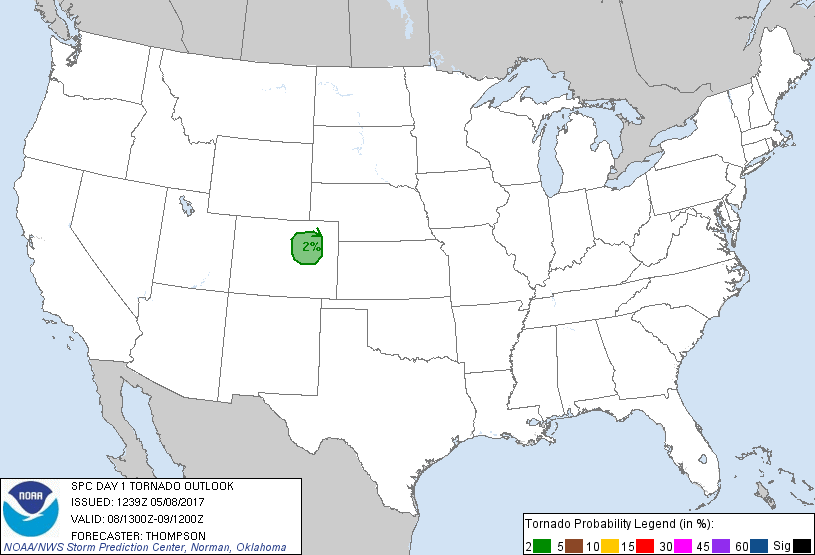 2%
SPC DAY 1 TORNADO OUTLOOK
ISSUED: 1239Z 05/08/2017
VALID: 08/1300Z-09/1200Z
FORECASTER: THOMPSON
NOAA/NWS Storm Prediction Center, Norman, Oklahoma
NOAA
Tornado Probability Legend (in %):
2 5 10 15 30 45 60 Sig